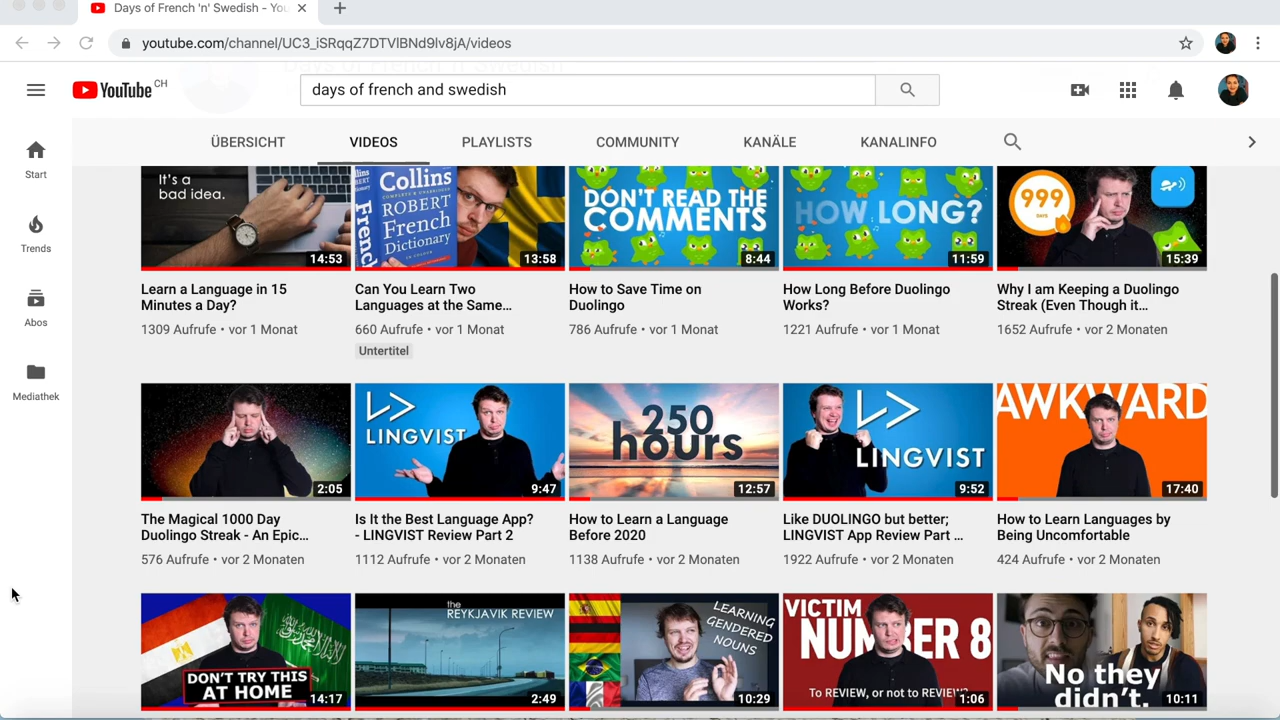 Days of French 'n' Swedish - You
youtube.com/channel/UC3_iSRqqZ7DTVlBNd9lv8jA/videos
YouTube CH
days of french and swedish
ÜBERSICHT
VIDEOS
PLAYLISTS
COMMUNITY
KANÄLE
KANALINFO
Start
Trends
Abos
Mediathek
It's a
bad idea.
14:53
Learn a Language in 15
Minutes a Day?
1309 Aufrufe • vor 1 Monat
Collins
COMPLETE & UNABRIDGED
ROBERT
French
Dictionary
French
13:58
Can You Learn Two
Languages at the Same...
660 Aufrufe • vor 1 Monat
Untertitel
DON'T READ THE
COMMENTS
8:44
How to Save Time on
Duolingo
786 Aufrufe • vor 1 Monat
HOW LONG?
11:59
How Long Before Duolingo
Works?
1221 Aufrufe • vor 1 Monat
999
DAYS
15:39
Why I am Keeping a Duolingo
Streak (Even Though it...
1652 Aufrufe • vor 2 Monaten
2:05
The Magical 1000 Day
Duolingo Streak - An Epic...
576 Aufrufe • vor 2 Monaten
LINGVIST
9:47
Is It the Best Language App?
- LINGVIST Review Part 2
1112 Aufrufe • vor 2 Monaten
250
hours
12:57
How to Learn a Language
Before 2020
1138 Aufrufe • vor 2 Monaten
LINGVIST
9:52
Like DUOLINGO but better;
LINGVIST App Review Part ...
1922 Aufrufe • vor 2 Monaten
AWKWARD
17:40
How to Learn Languages by
Being Uncomfortable
424 Aufrufe • vor 2 Monaten
DON'T TRY THIS
AT HOME
14:17
the
REYKJAVIK REVIEW
2:49
LEARNING
GENDERED
NOUNS
10:29
VICTIM
NUMBER 8
To REVIEW, or not to REVIEW?
1:06
No they
didn't.
10:11